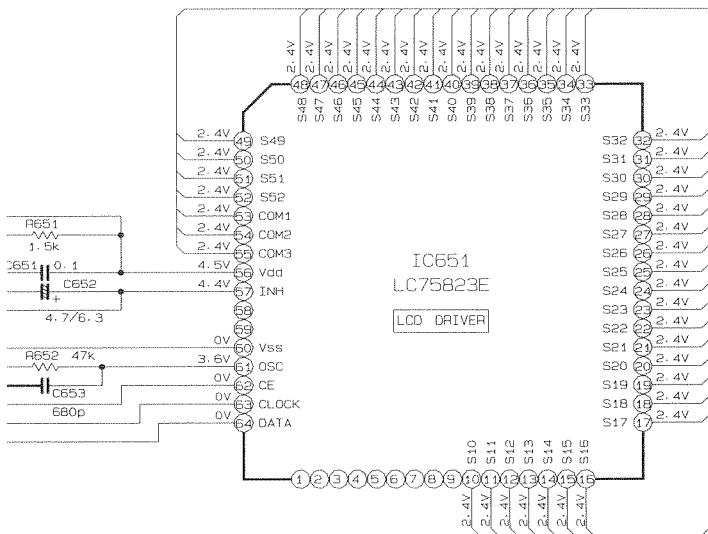 2.4V 2.4V 2.4V 2.4V 2.4V 2.4V 2.4V 2.4V 2.4V 2.4V 2.4V 2.4V 2.4V 2.4V 2.4V 2.4V
48 47 46 45 44 43 42 41 40 39 38 37 36 35 34 33
S48 S47 S46 S45 S44 S43 S42 S41 S40 S39 S38 S37 S36 S35 S34 S33
2.4V 49 S49
2.4V 50 S50
2.4V 51 S51
2.4V 52 S52
2.4V 53 COM1
2.4V 54 COM2
2.4V 55 COM3
4.5V 56 Vdd
4.4V 57 INH
58
59
0V 60 Vss
3.6V 61 OSC
0V 62 CE
0V 63 CLOCK
0V 64 DATA
R651
1.5k
C651 0.1
C652
+
4.7/6.3
R652 47k
C653
680p
IC651
LC75823E
LCD DRIVER
S32 32 2.4V
S31 31 2.4V
S30 30 2.4V
S29 29 2.4V
S28 28 2.4V
S27 27 2.4V
S26 26 2.4V
S25 25 2.4V
S24 24 2.4V
S23 23 2.4V
S22 22 2.4V
S21 21 2.4V
S20 20 2.4V
S19 19 2.4V
S18 18 2.4V
S17 17 2.4V
S10 S11 S12 S13 S14 S15 S16
1 2 3 4 5 6 7 8 9 10 11 12 13 14 15 16
2.4V 2.4V 2.4V 2.4V 2.4V 2.4V 2.4V